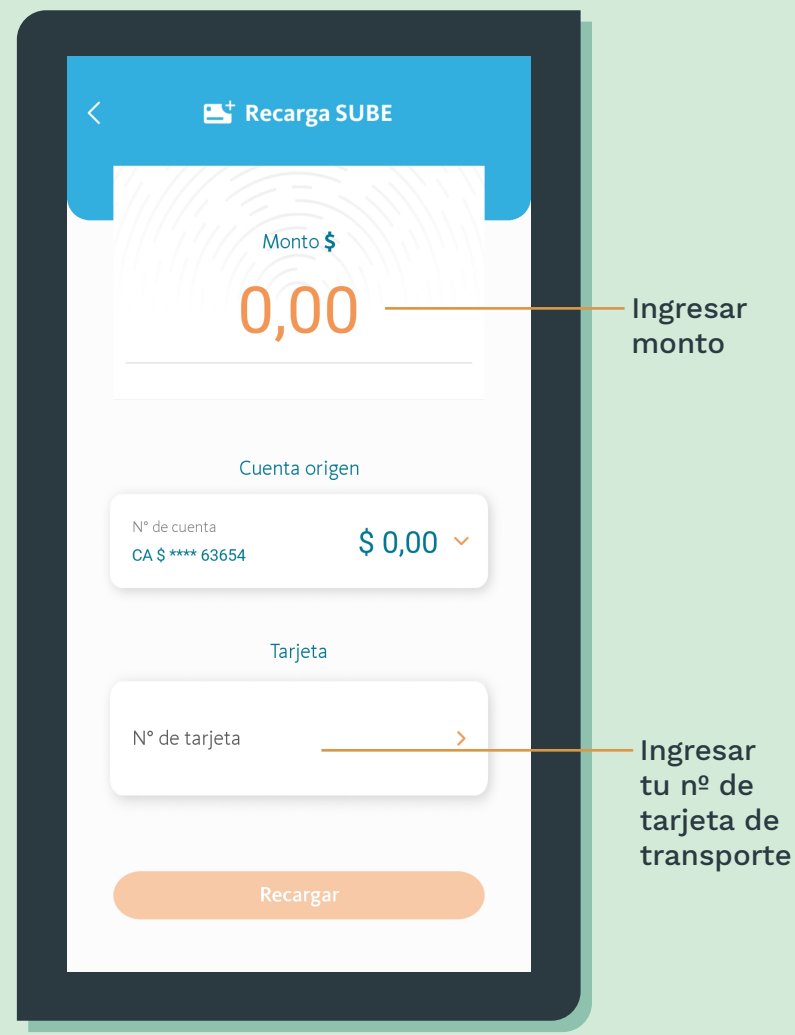 Recarga SUBE
Monto $
0,00
Ingresar
monto
Cuenta origen
N° de cuenta
CA $ **** 63654
$ 0,00
Tarjeta
N° de tarjeta
Ingresar
tu nº de
tarjeta de
transporte
Recargar